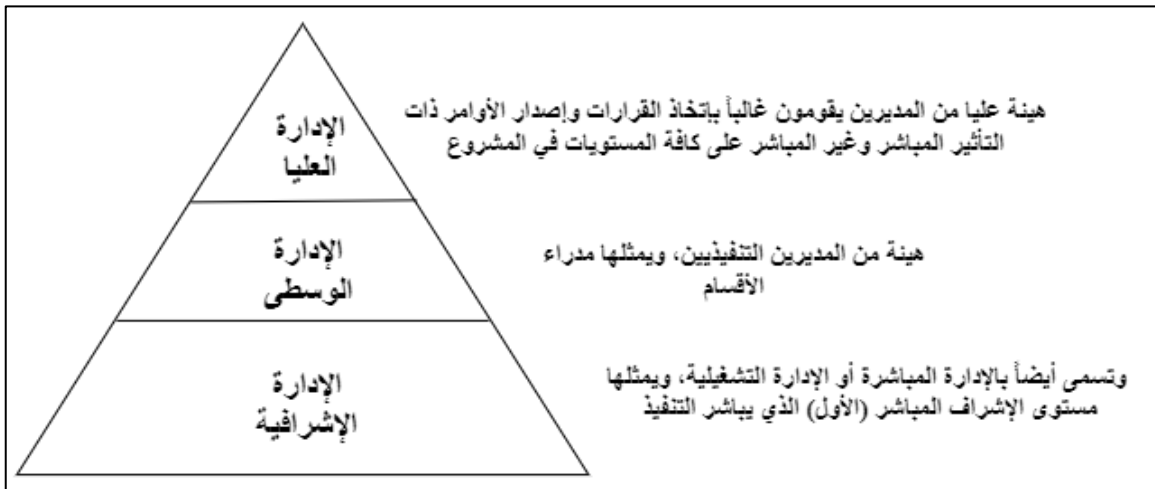 الإدارة
العليا
هيئة عليا من المديرين يقومون غالباً بإتخاذ القرارات وإصدار الأوامر ذات
التأثير المباشر وغير المباشر على كافة المستويات في المشروع
الإدارة
الوسطى
هيئة من المديرين التنفيذيين، ويمثلها مدراء
الأقسام
الإدارة
الإشرافية
وتسمى أيضاً بالإدارة المباشرة أو الإدارة التشغيلية، ويمثلها
مستوى الإشراف المباشر (الأول) الذي يباشر التنفيذ